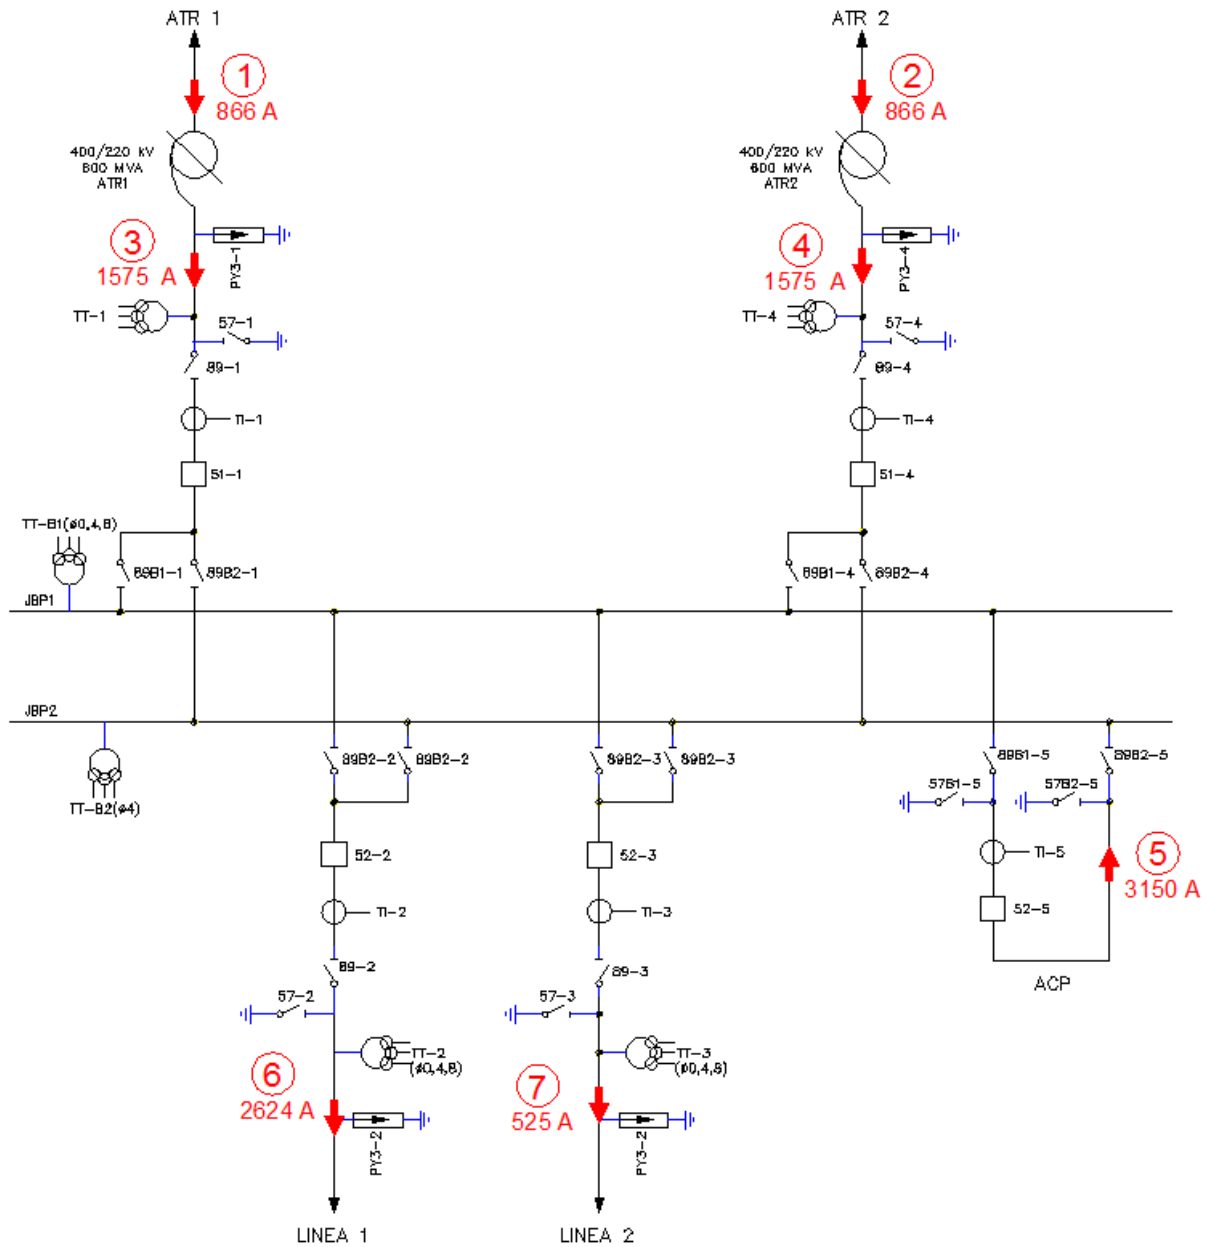 ATR 1
ATR 2
1
866 A
2
866 A
400/220 kV
600 MVA
ATR1
400/220 kV
600 MVA
ATR2
3
1575 A
PY3-1
4
1575 A
PY3-4
TT-1
57-1
TT-4
57-4
89-1
89-4
TI-1
TI-4
51-1
51-4
TT-B1(ø0,4,8)
89B1-1
89B2-1
89B1-4
89B2-4
JBP1
JBP2
89B2-2
89B2-2
89B2-3
89B2-3
89B1-5
89B2-5
TT-B2(ø4)
57B1-5
57B2-5
52-2
52-3
TI-5
5
3150 A
TI-2
TI-3
52-5
89-2
89-3
ACP
57-2
57-3
TT-2
(ø0,4,8)
TT-3
(ø0,4,8)
6
2624 A
7
525 A
PY3-2
PY3-2
LINEA 1
LINEA 2